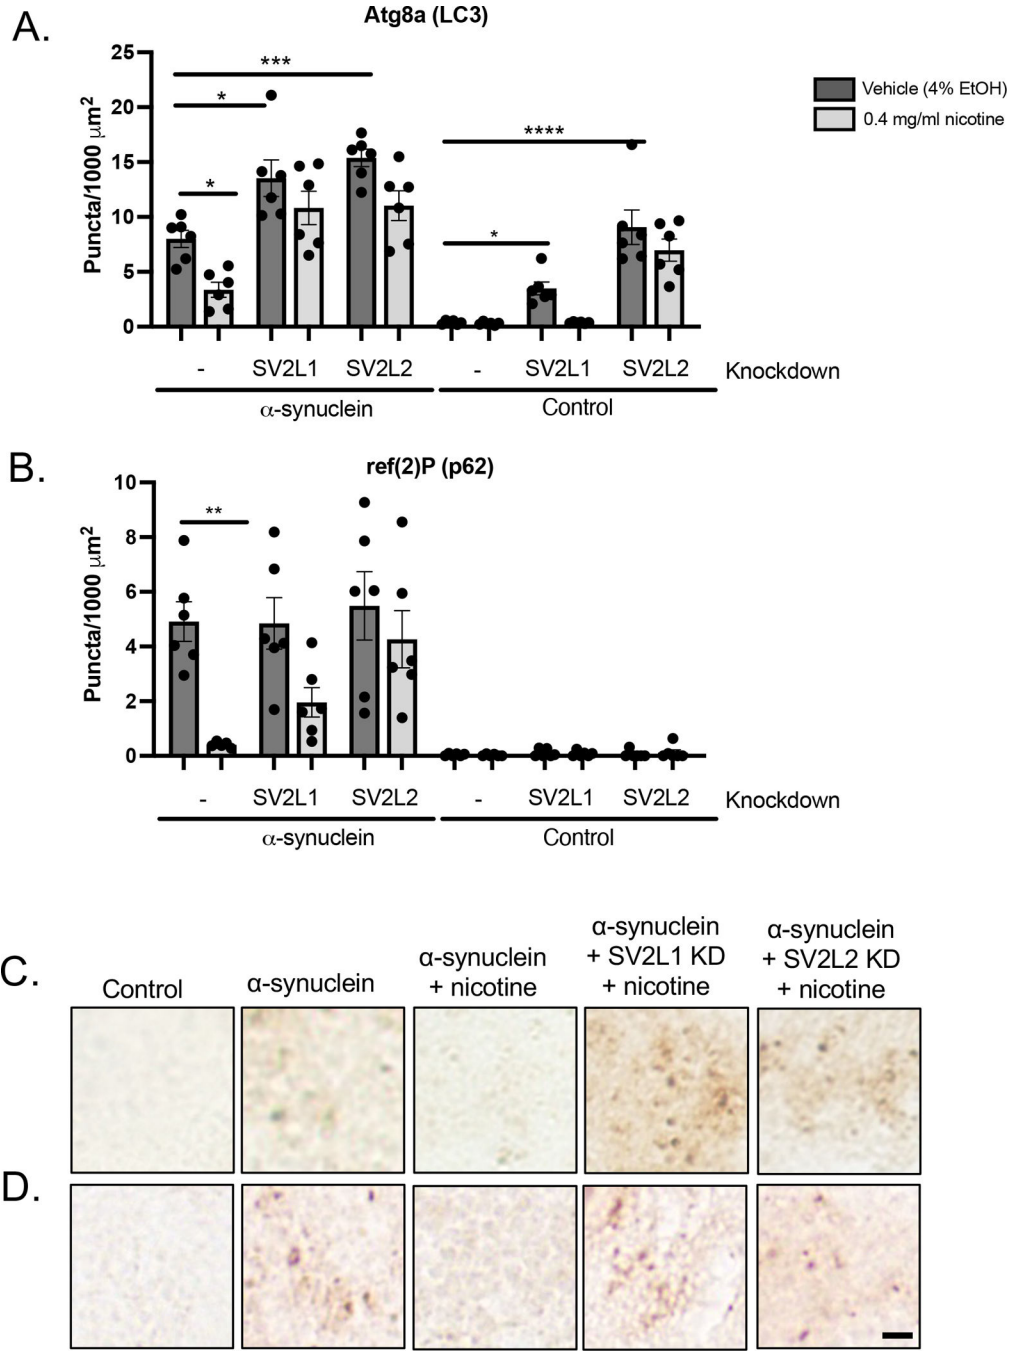 A.
Atg8a (LC3)
25
20
15
10
5
0
Puncta/1000 μm²
***
*
*
****
*
Vehicle (4% EtOH)
0.4 mg/ml nicotine
- SV2L1 SV2L2 - SV2L1 SV2L2 Knockdown
α-synuclein Control
B.
ref(2)P (p62)
10
8
6
4
2
0
Puncta/1000 μm²
**
- SV2L1 SV2L2 - SV2L1 SV2L2 Knockdown
α-synuclein Control
C.
Control
α-synuclein
α-synuclein
+ nicotine
α-synuclein
+ SV2L1 KD
+ nicotine
α-synuclein
+ SV2L2 KD
+ nicotine
D.